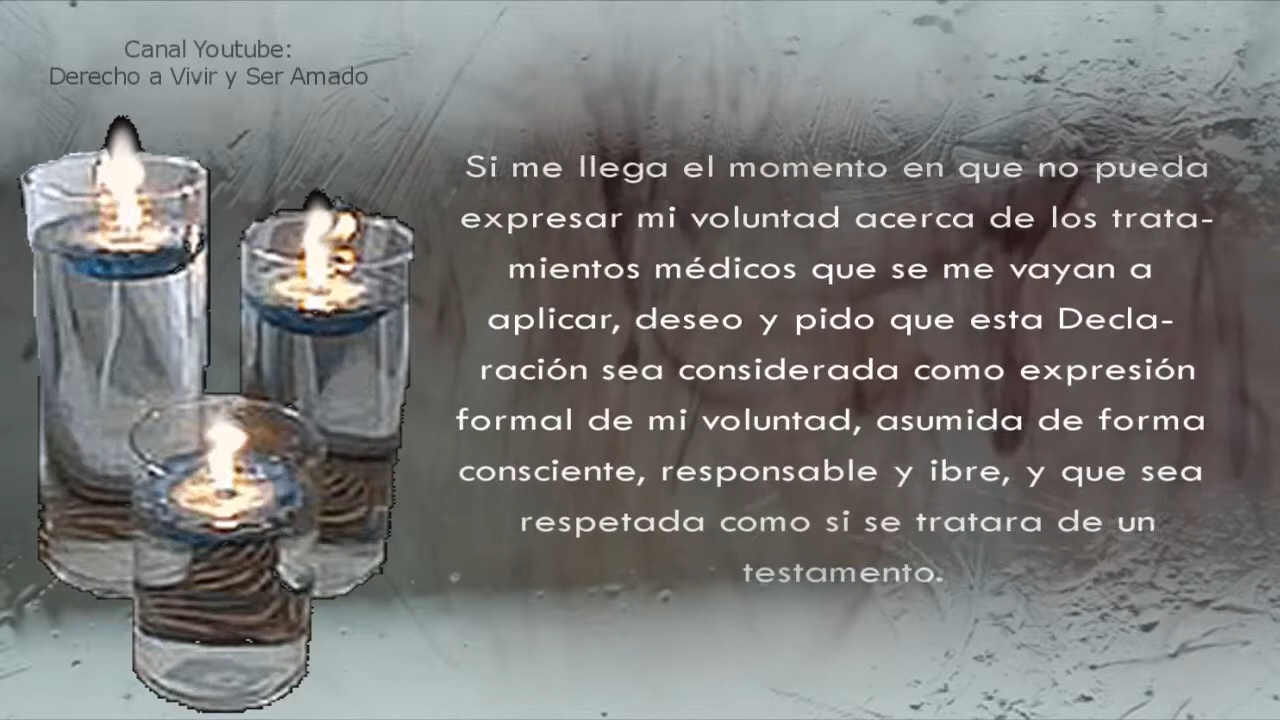 Canal Youtube:
Derecho a Vivir y Ser Amado
Si me llega el momento en que no pueda
expresar mi voluntad acerca de los trata-
mientos médicos que se me vayan a
aplicar, deseo y pido que esta Decla-
ración sea considerada como expresión
formal de mi voluntad, asumida de forma
consciente, responsable y ibre, y que sea
respetada como si se tratara de un
testamento.